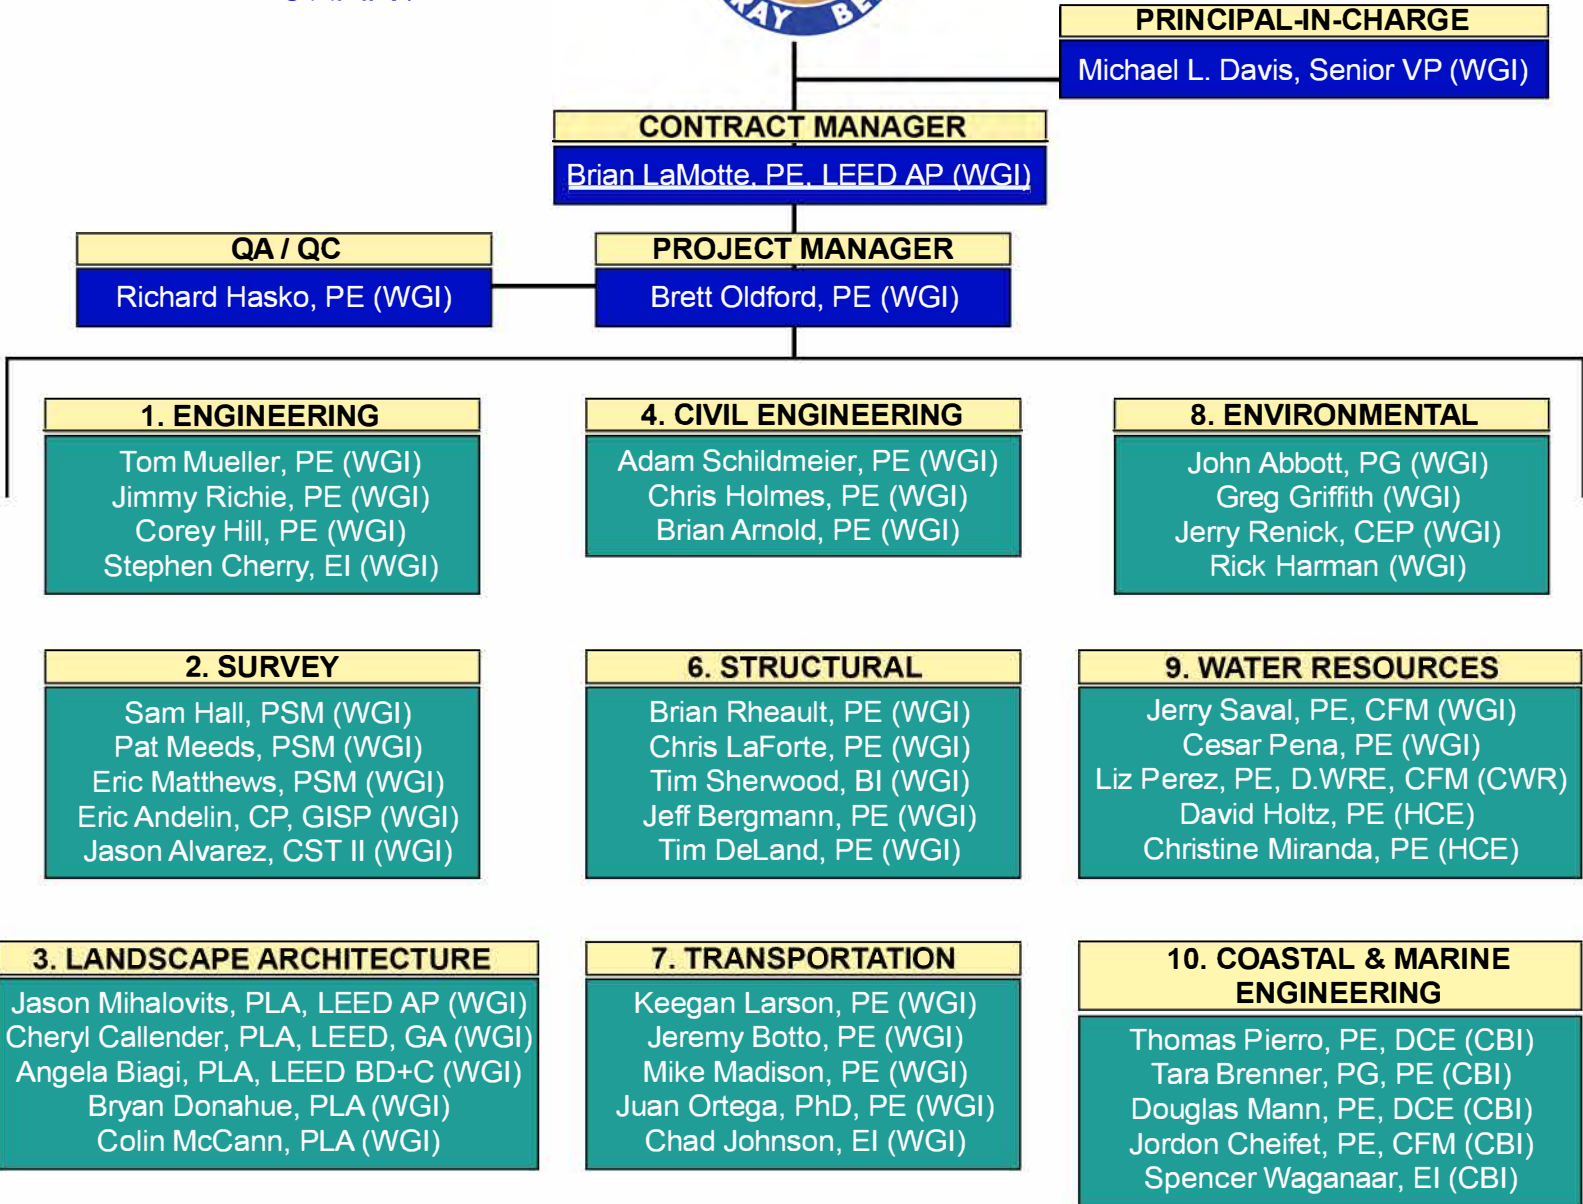 RAY BE
PRINCIPAL-IN-CHARGE
Michael L. Davis, Senior VP (WGI)
CONTRACT MANAGER
Brian LaMotte, PE, LEED AP (WGI)
QA / QC
Richard Hasko, PE (WGI)
PROJECT MANAGER
Brett Oldford, PE (WGI)
1. ENGINEERING
Tom Mueller, PE (WGI)
Jimmy Richie, PE (WGI)
Corey Hill, PE (WGI)
Stephen Cherry, EI (WGI)
4. CIVIL ENGINEERING
Adam Schildmeier, PE (WGI)
Chris Holmes, PE (WGI)
Brian Arnold, PE (WGI)
8. ENVIRONMENTAL
John Abbott, PG (WGI)
Greg Griffith (WGI)
Jerry Renick, CEP (WGI)
Rick Harman (WGI)
2. SURVEY
Sam Hall, PSM (WGI)
Pat Meeds, PSM (WGI)
Eric Matthews, PSM (WGI)
Eric Andelin, CP, GISP (WGI)
Jason Alvarez, CST II (WGI)
6. STRUCTURAL
Brian Rheault, PE (WGI)
Chris LaForte, PE (WGI)
Tim Sherwood, BI (WGI)
Jeff Bergmann, PE (WGI)
Tim DeLand, PE (WGI)
9. WATER RESOURCES
Jerry Saval, PE, CFM (WGI)
Cesar Pena, PE (WGI)
Liz Perez, PE, D.WRE, CFM (CWR)
David Holtz, PE (HCE)
Christine Miranda, PE (HCE)
3. LANDSCAPE ARCHITECTURE
Jason Mihalovits, PLA, LEED AP (WGI)
Cheryl Callender, PLA, LEED, GA (WGI)
Angela Biagi, PLA, LEED BD+C (WGI)
Bryan Donahue, PLA (WGI)
Colin McCann, PLA (WGI)
7. TRANSPORTATION
Keegan Larson, PE (WGI)
Jeremy Botto, PE (WGI)
Mike Madison, PE (WGI)
Juan Ortega, PhD, PE (WGI)
Chad Johnson, EI (WGI)
10. COASTAL & MARINE
ENGINEERING
Thomas Pierro, PE, DCE (CBI)
Tara Brenner, PG, PE (CBI)
Douglas Mann, PE, DCE (CBI)
Jordon Cheifet, PE, CFM (CBI)
Spencer Waganaar, EI (CBI)